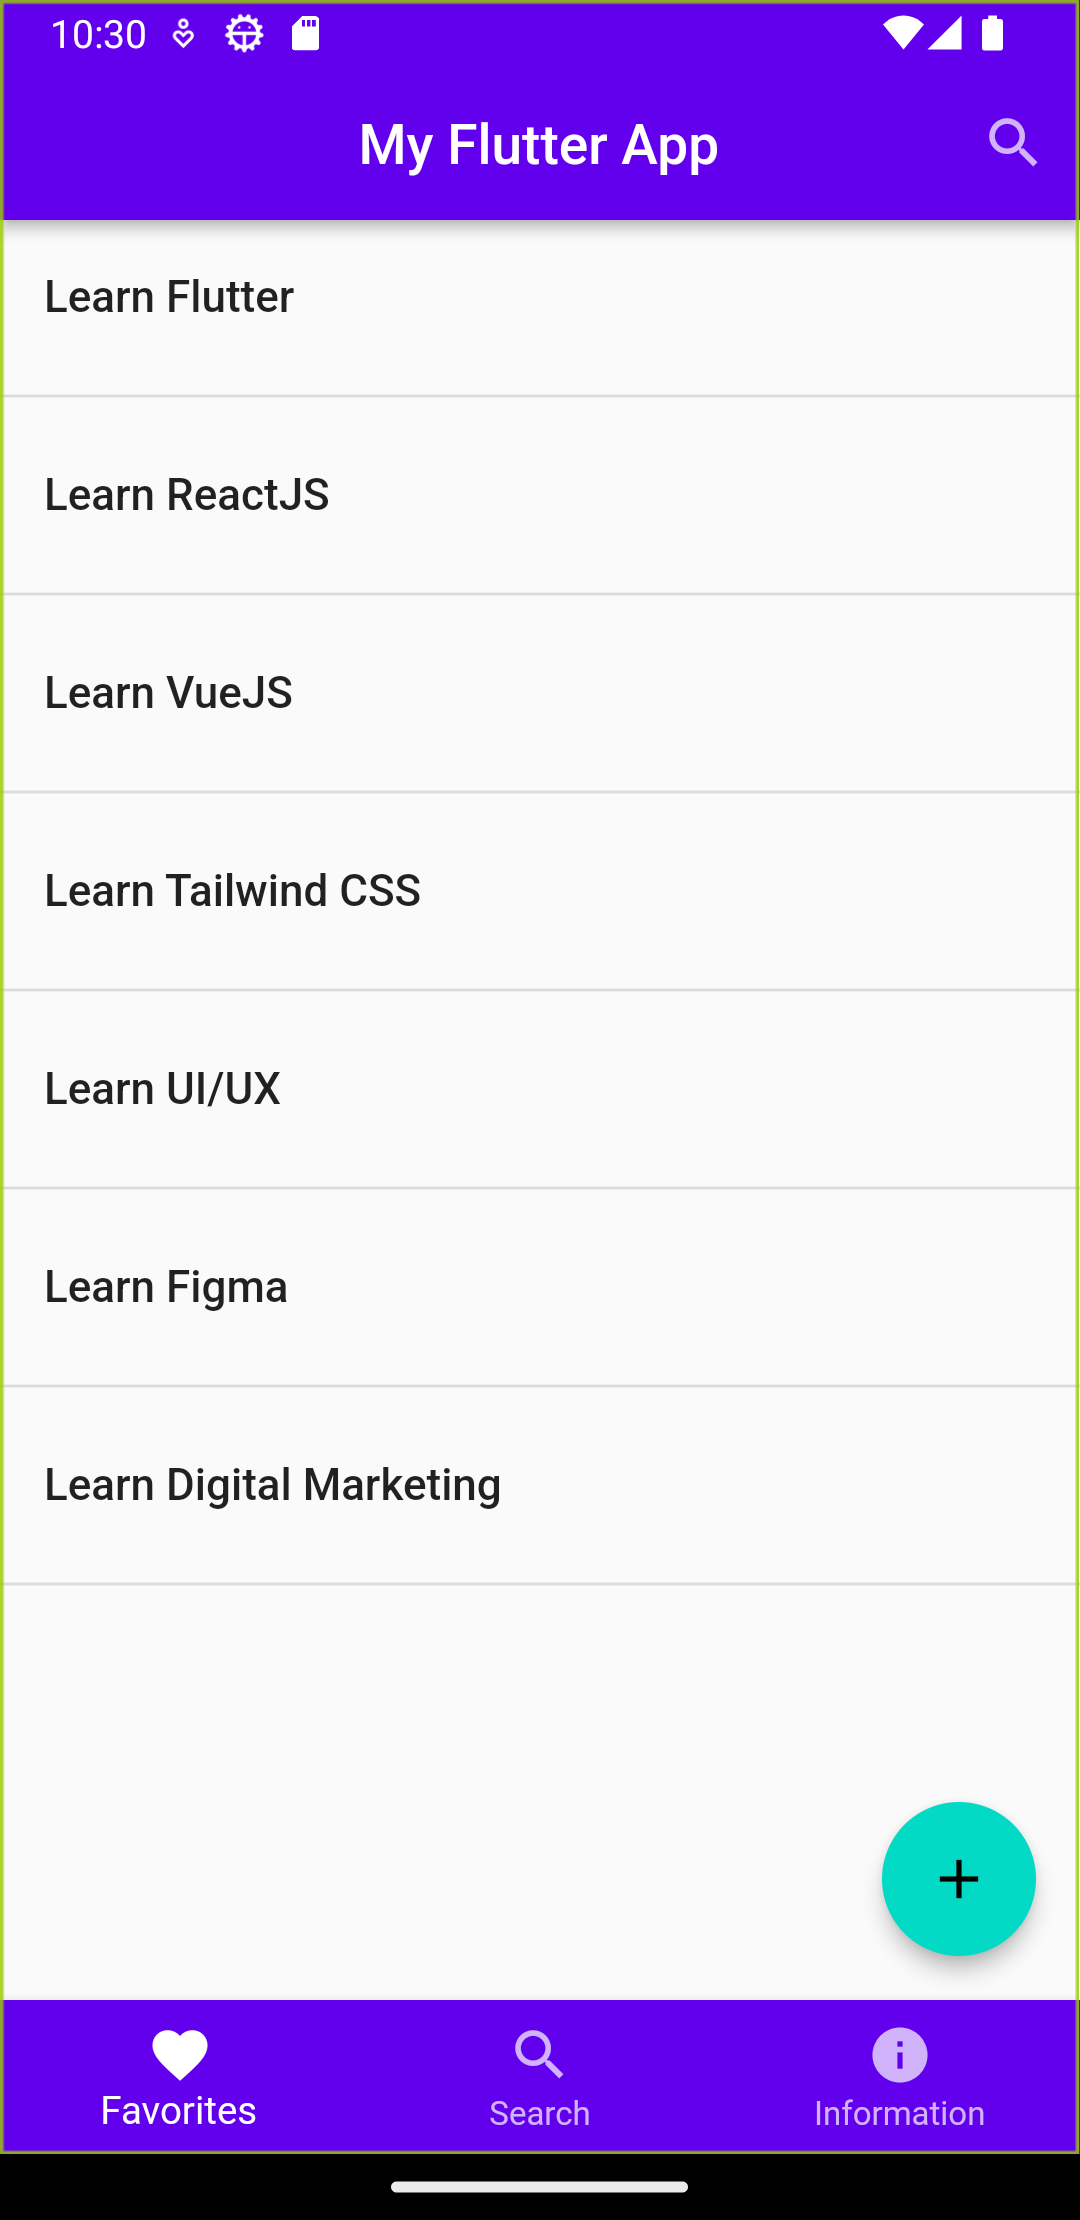 10:30
My Flutter App
Learn Flutter
Learn ReactJS
Learn VueJS
Learn Tailwind CSS
Learn UI/UX
Learn Figma
Learn Digital Marketing
Favorites
Search
Information